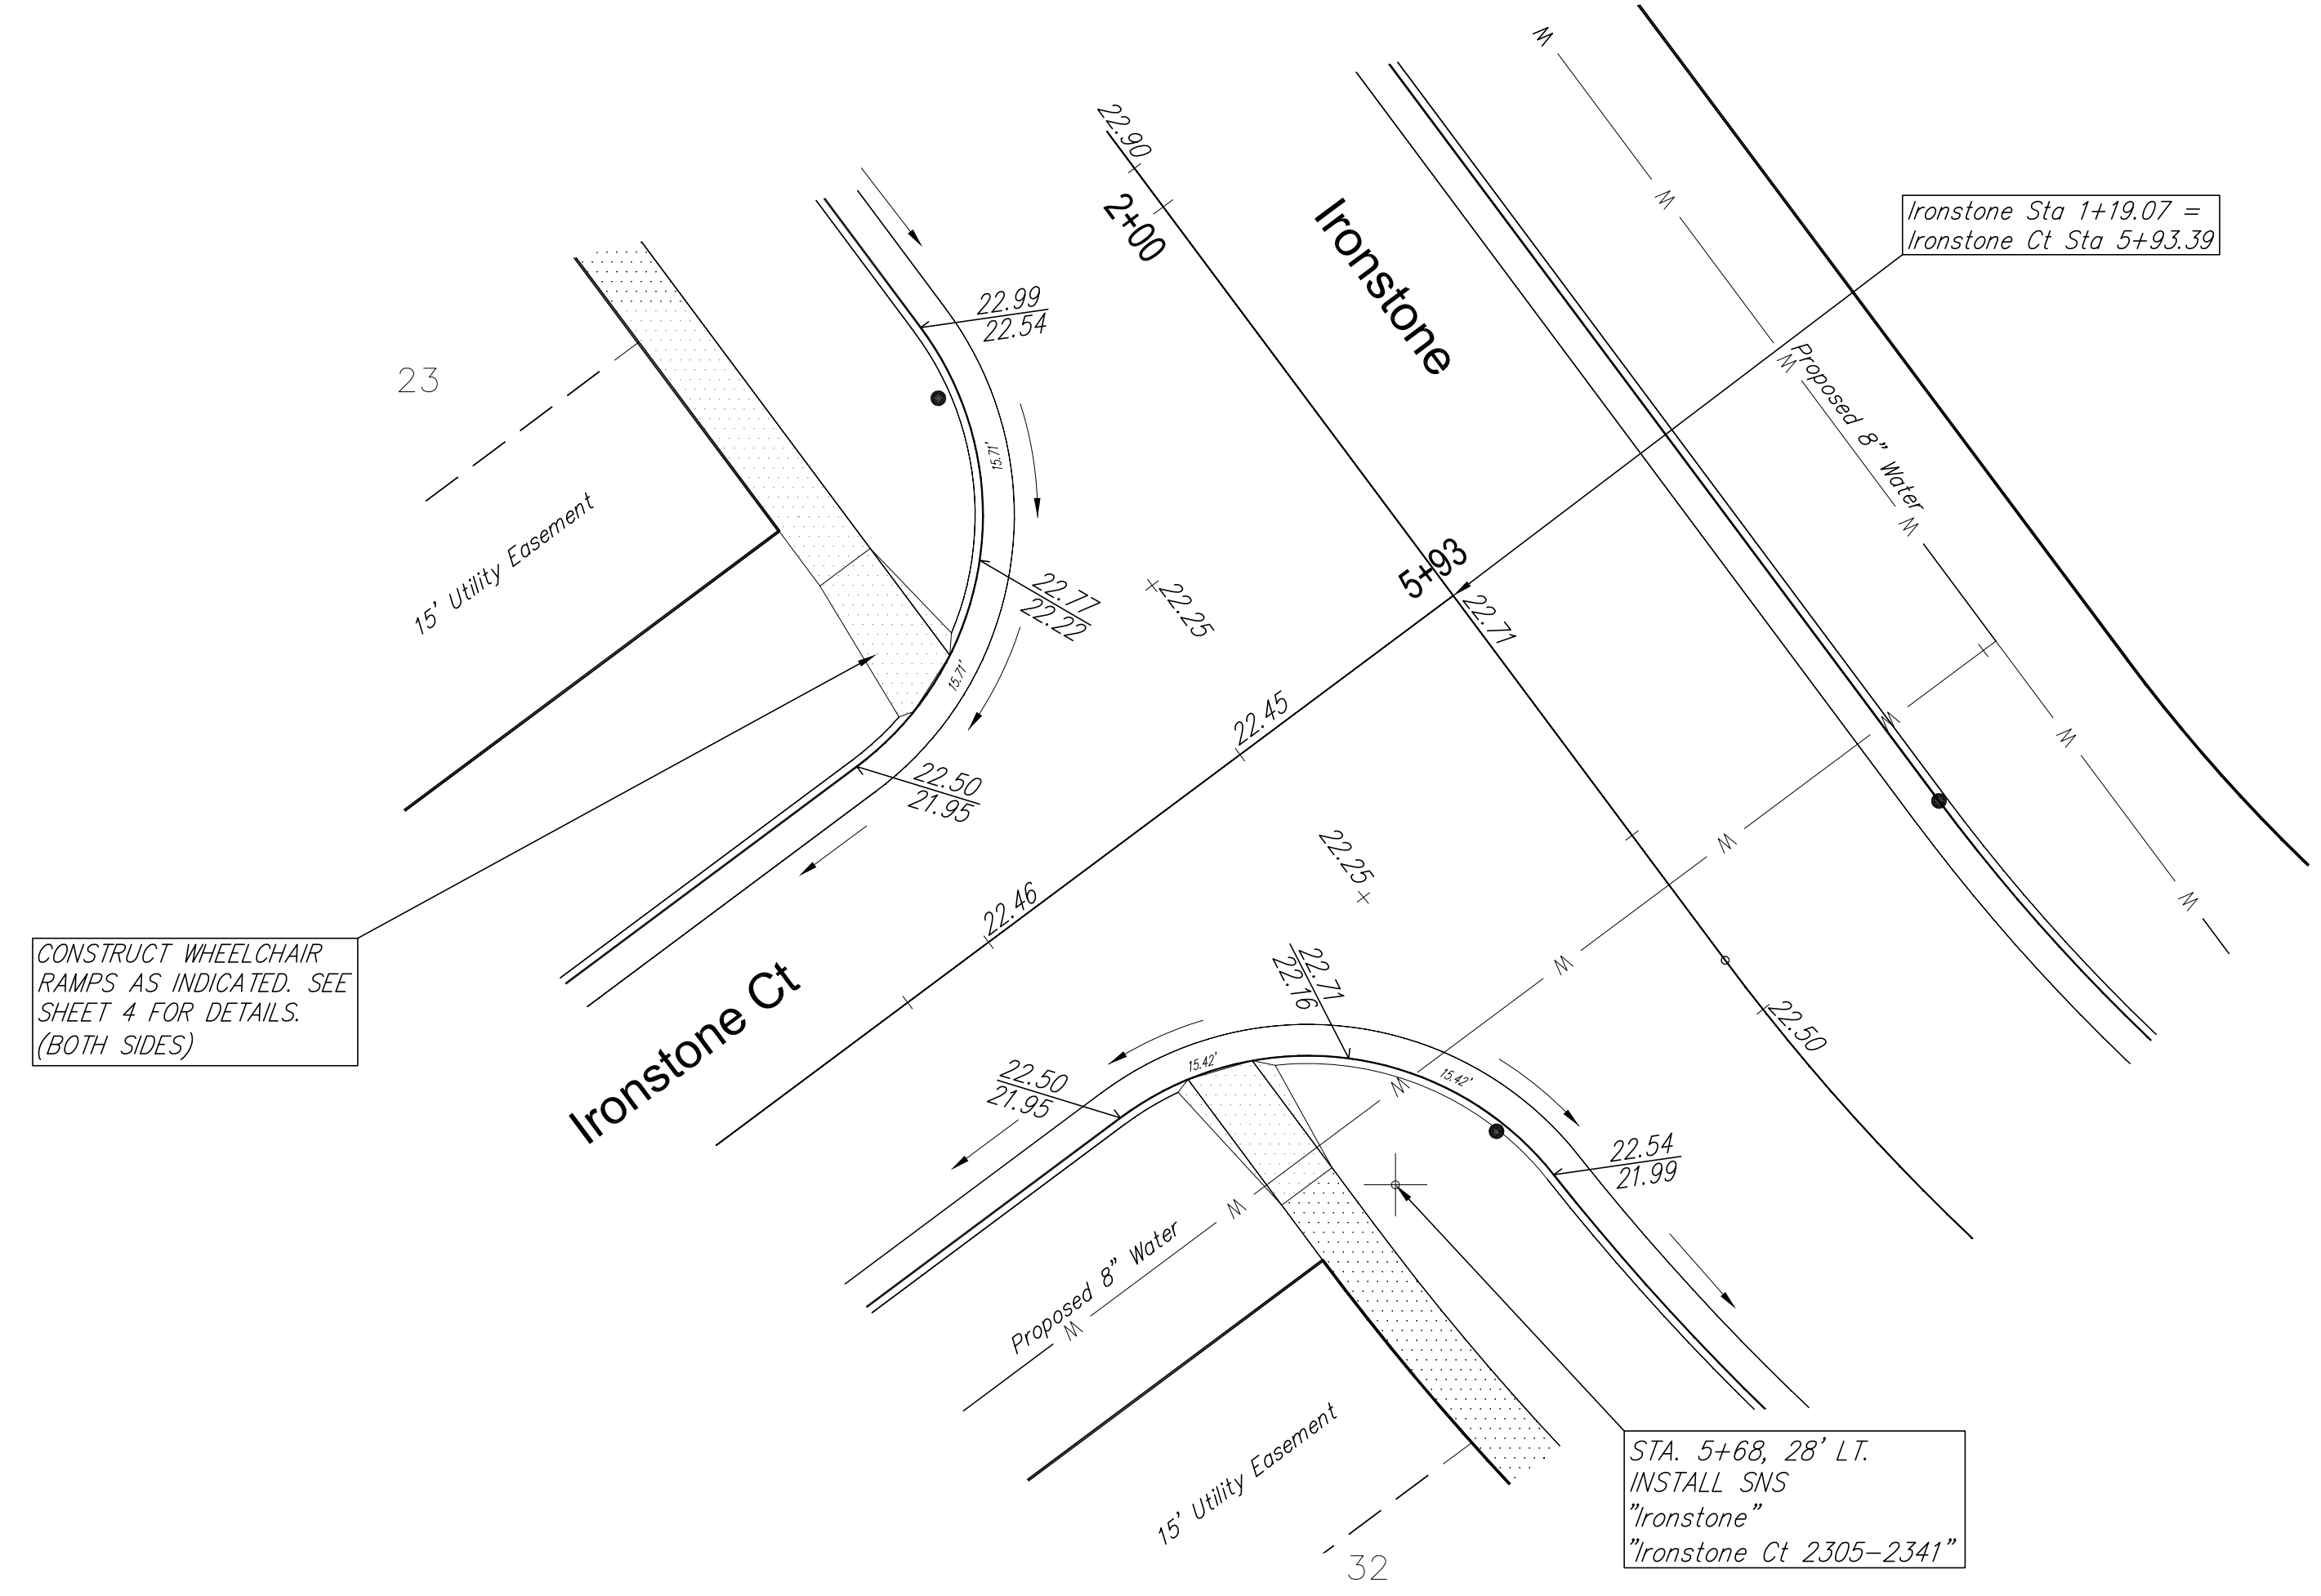 W
22.90
2+00
Ironstone
W
Ironstone Sta 1+19.07 =
Ironstone Ct Sta 5+93.39
22.99
22.54
23
W
Proposed 8" Water
15.71'
15' Utility Easement
W
5+93
22.71
22.77
22.22
22.25
15.71'
22.45
W
W
22.50
21.95
W
22.25
W
22.46
W
CONSTRUCT WHEELCHAIR
RAMPS AS INDICATED. SEE
SHEET 4 FOR DETAILS.
(BOTH SIDES)
Ironstone Ct
22.71
22.16
22.50
22.50
21.95
15.42'
15.42'
W
22.54
21.99
W
Proposed 8" Water
W
15' Utility Easement
STA. 5+68, 28' LT.
INSTALL SNS
"Ironstone"
"Ironstone Ct 2305-2341"
32